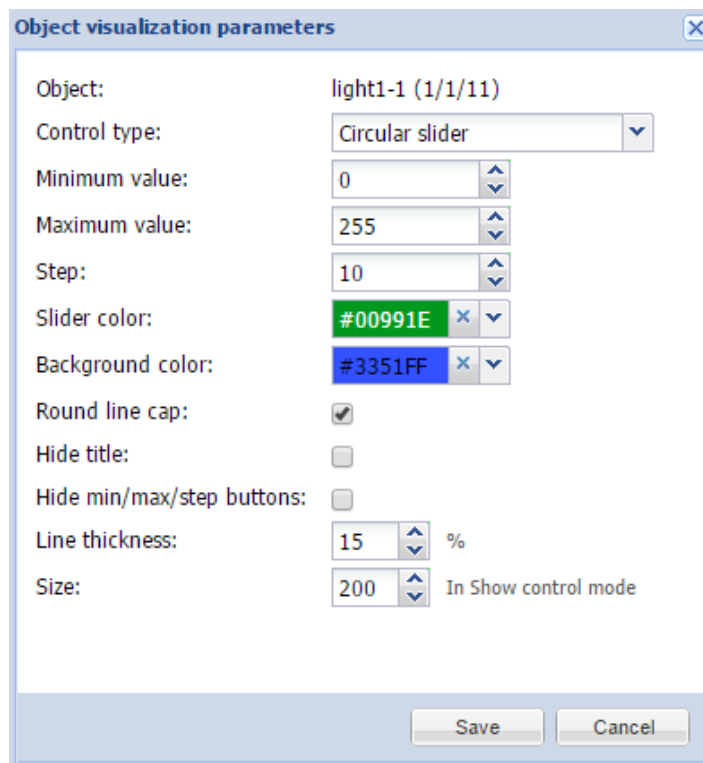 Object visualization parameters
Object: light1-1 (1/1/11)
Control type: Circular slider
Minimum value: 0
Maximum value: 255
Step: 10
Slider color: #00991E
Background color: #3351FF
Round line cap:
Hide title:
Hide min/max/step buttons:
Line thickness: 15 %
Size: 200 In Show control mode
Save Cancel